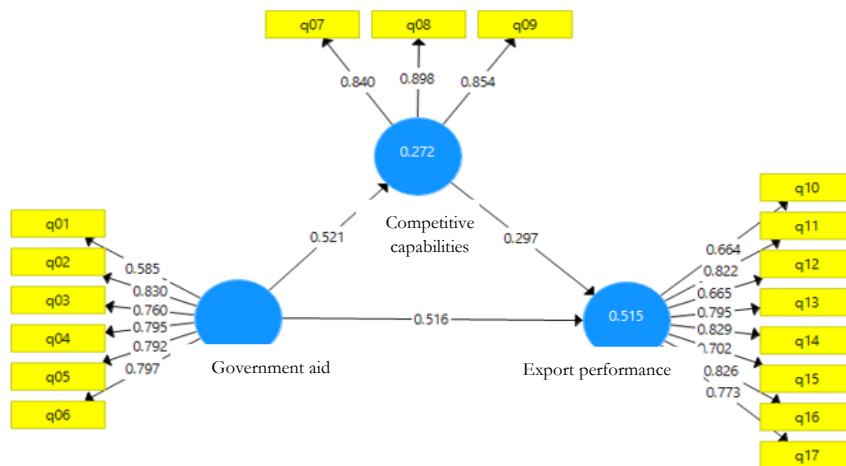 q07 q08 q09
0.840 0.898 0.854
0.272
q10
q01
Competitive
capabilities
q11
0.521 0.297
0.664
q02
0.585
0.822
q12
0.830
0.665
q03
0.760
0.795
q13
0.795
0.516
0.515
0.829
q04
0.792
0.702
q14
0.797
Government aid
Export performance
0.826
q15
q05
0.773
q06
q16
q17